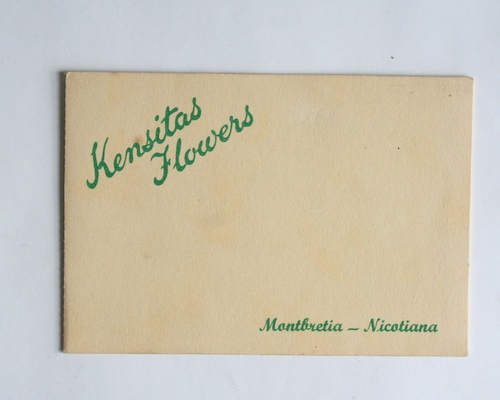 Kensitas
Flowers
Montbretia — Nicotiana